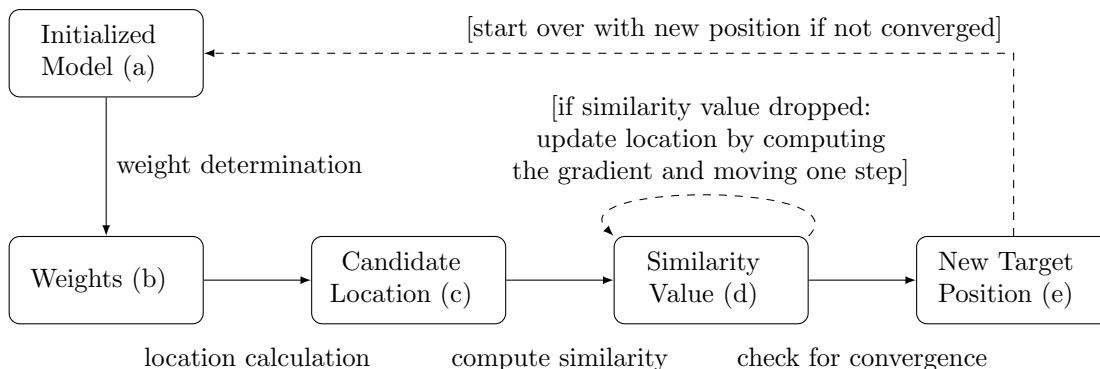 Initialized
Model (a)
[start over with new position if not converged]
[if similarity value dropped:
update location by computing
the gradient and moving one step]
weight determination
Weights (b)
Candidate
Location (c)
Similarity
Value (d)
New Target
Position (e)
location calculation
compute similarity
check for convergence